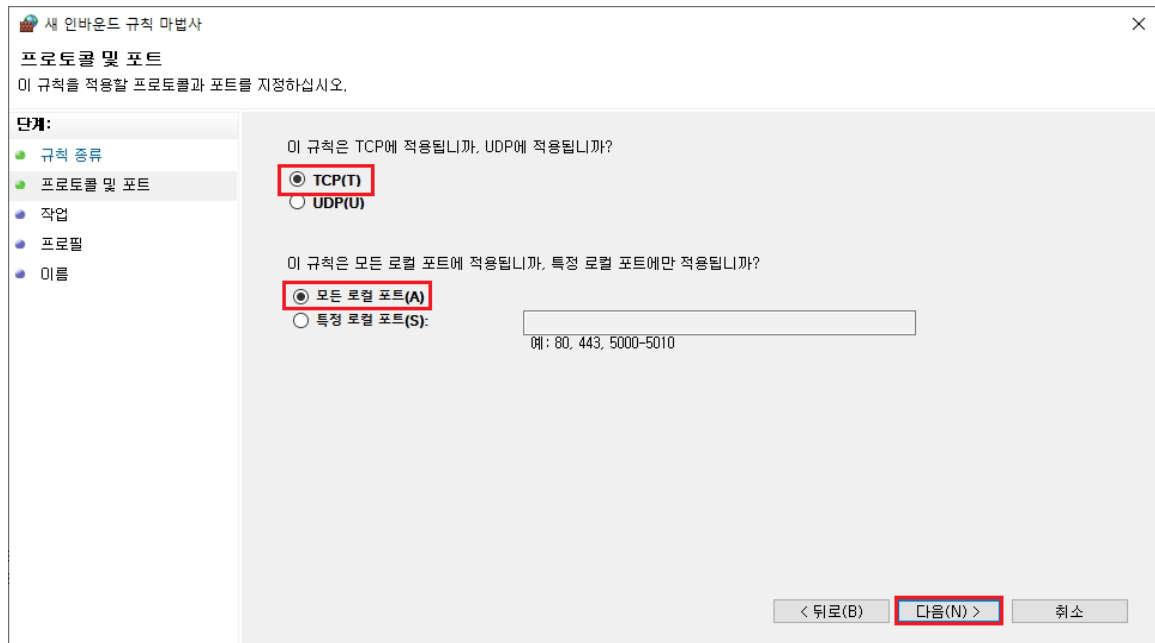 새 인바운드 규칙 마법사
프로토콜 및 포트
이 규칙을 적용할 프로토콜과 포트를 지정하십시오.
단계:
규칙 종류
프로토콜 및 포트
작업
프로필
이름
이 규칙은 TCP에 적용됩니까, UDP에 적용됩니까?
TCP(T)
UDP(U)
이 규칙은 모든 로컬 포트에 적용됩니까, 특정 로컬 포트에만 적용됩니까?
모든 로컬 포트(A)
특정 로컬 포트(S):
예: 80, 443, 5000-5010
< 뒤로(B) 다음(N) > 취소